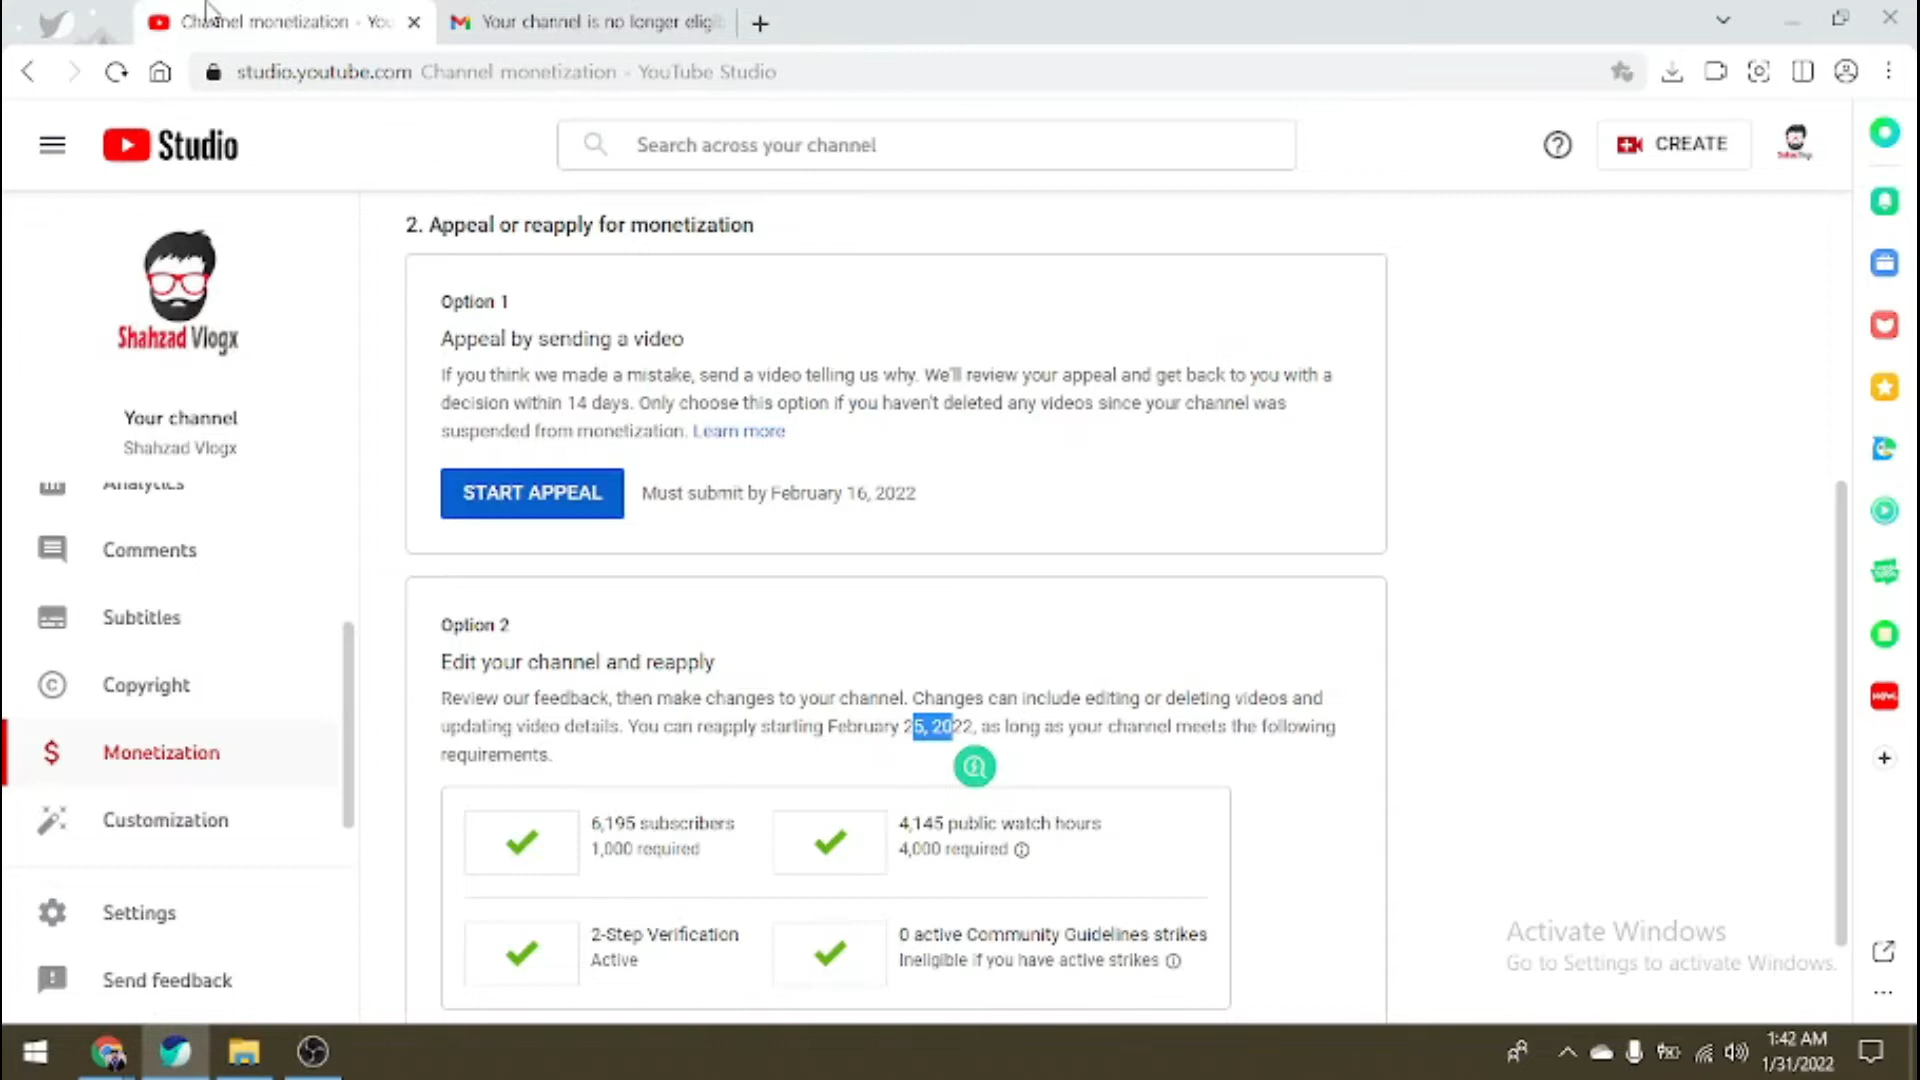 Channel monetization - You
Your channel is no longer eligib
studio.youtube.com Channel monetization - YouTube Studio
Studio
Search across your channel
CREATE
2. Appeal or reapply for monetization
Shahzad Vlogx
Your channel
Shahzad Vlogx
Analytics
Comments
Subtitles
Copyright
Monetization
Customization
Settings
Send feedback
Option 1
Appeal by sending a video
If you think we made a mistake, send a video telling us why. We'll review your appeal and get back to you with a
decision within 14 days. Only choose this option if you haven't deleted any videos since your channel was
suspended from monetization. Learn more
START APPEAL Must submit by February 16, 2022
Option 2
Edit your channel and reapply
Review our feedback, then make changes to your channel. Changes can include editing or deleting videos and
updating video details. You can reapply starting February 25, 2022, as long as your channel meets the following
requirements.
6,195 subscribers
1,000 required
4,145 public watch hours
4,000 required
2-Step Verification
Active
0 active Community Guidelines strikes
Ineligible if you have active strikes
Activate Windows
Go to Settings to activate Windows.
1:42 AM
1/31/2022